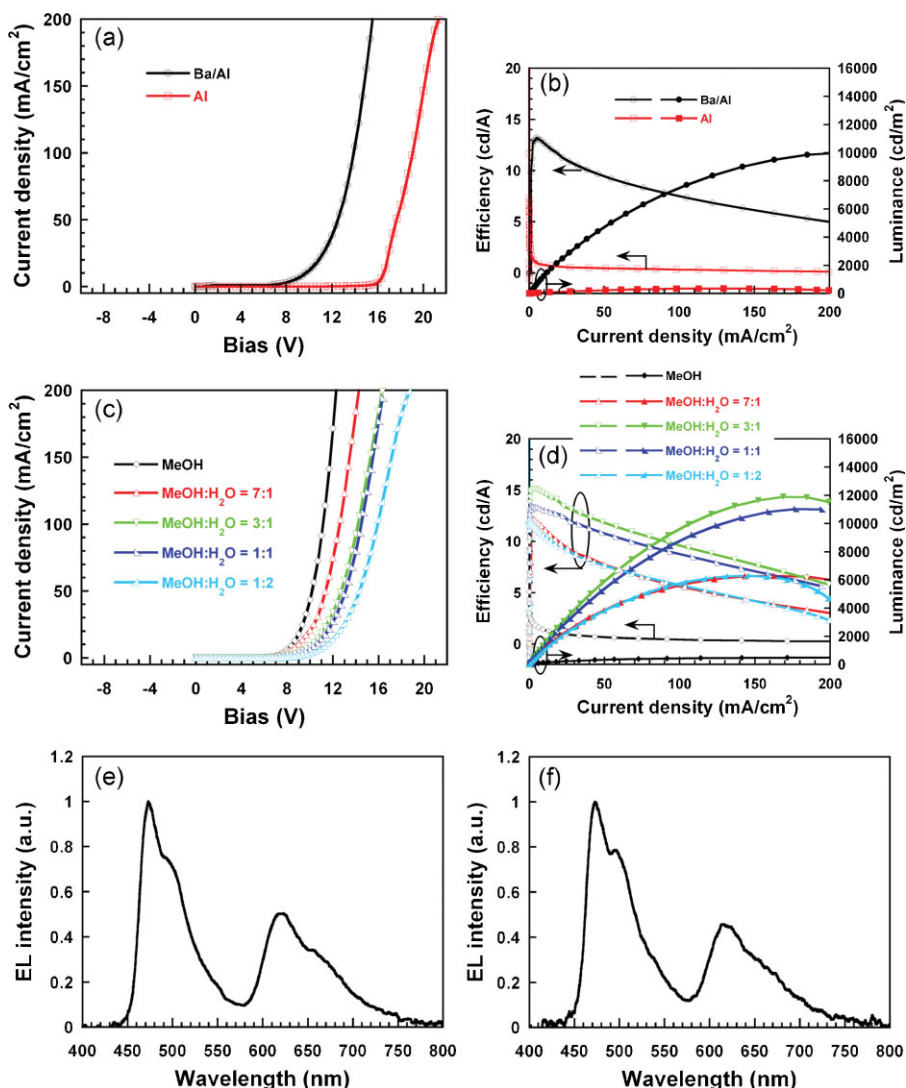 (a)
200
150
100
50
0
Current density (mA/cm²)
Ba/Al
Al
-8 -4 0 4 8 12 16 20
Bias (V)
(b)
20
15
10
5
0
Efficiency (cd/A)
Ba/Al
Al
16000
14000
12000
10000
8000
6000
4000
2000
0
Luminance (cd/m²)
0 50 100 150 200
Current density (mA/cm²)
(c)
200
150
100
50
0
Current density (mA/cm²)
MeOH
MeOH:H₂O = 7:1
MeOH:H₂O = 3:1
MeOH:H₂O = 1:1
MeOH:H₂O = 1:2
-8 -4 0 4 8 12 16 20
Bias (V)
MeOH
MeOH:H₂O = 7:1
MeOH:H₂O = 3:1
MeOH:H₂O = 1:1
MeOH:H₂O = 1:2
(d)
20
15
10
5
0
Efficiency (cd/A)
16000
14000
12000
10000
8000
6000
4000
2000
0
Luminance (cd/m²)
0 50 100 150 200
Current density (mA/cm²)
(e)
1.2
1
0.8
0.6
0.4
0.2
0
EL intensity (a.u.)
400 450 500 550 600 650 700 750 800
Wavelength (nm)
(f)
1.2
1
0.8
0.6
0.4
0.2
0
EL intensity (a.u.)
400 450 500 550 600 650 700 750 800
Wavelength (nm)